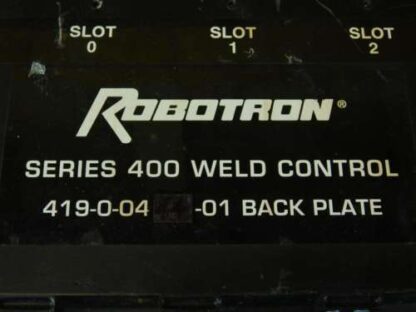 SLOT SLOT SLOT
0 1 2
ROBOTRON®
SERIES 400 WELD CONTROL
419-0-04 -01 BACK PLATE